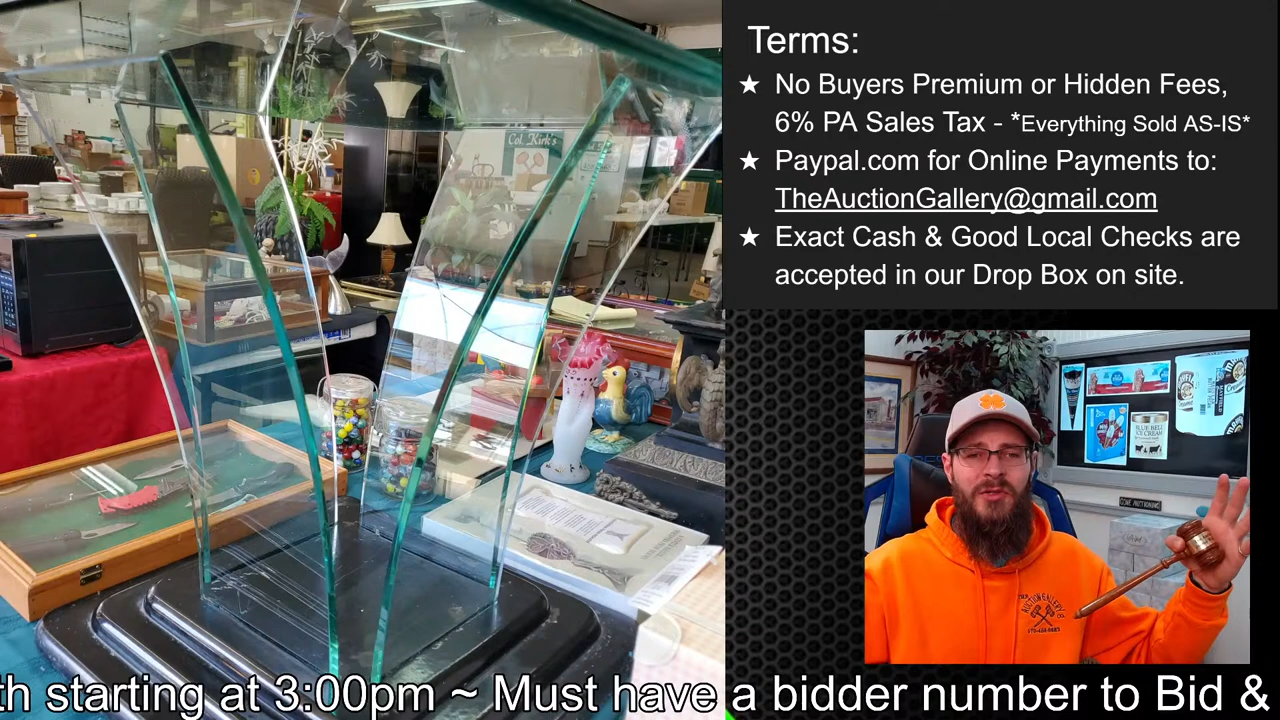 Terms:
★ No Buyers Premium or Hidden Fees,
6% PA Sales Tax - *Everything Sold AS-IS*
★ Paypal.com for Online Payments to:
TheAuctionGallery@gmail.com
★ Exact Cash & Good Local Checks are
accepted in our Drop Box on site.
Col. Kirk's
BLUE BELL
ICE CREAM
AUCTION GALLERY
th starting at 3:00pm ~ Must have a bidder number to Bid &